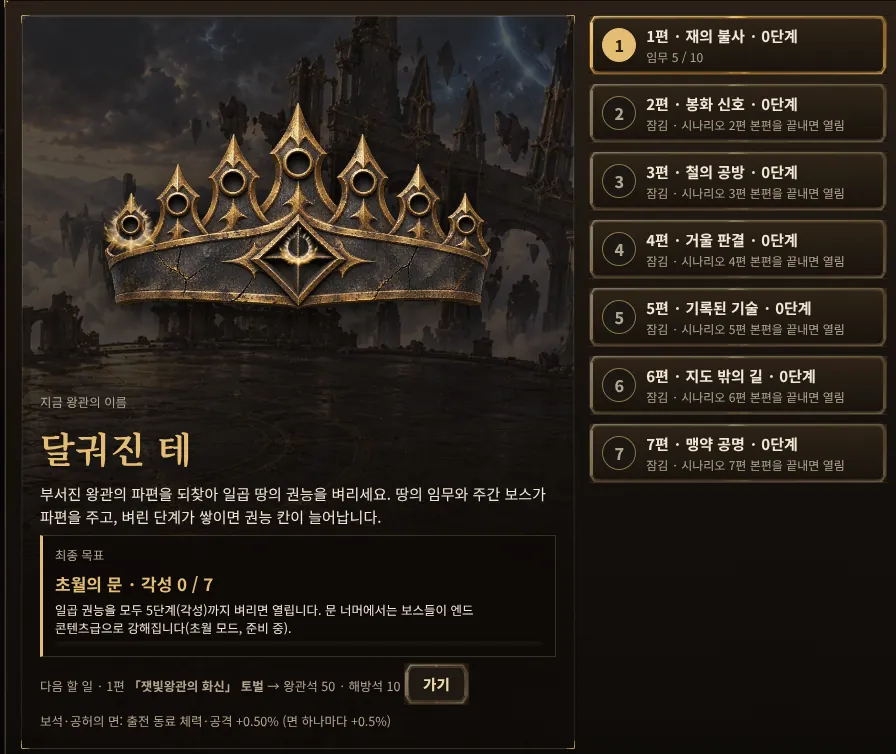 지금 왕관의 이름
달궈진 테
부서진 왕관의 파편을 되찾아 일곱 땅의 권능을 벼리세요. 땅의 임무와 주간 보스가
파편을 주고, 벼린 단계가 쌓이면 권능 칸이 늘어납니다.
최종 목표
초월의 문 · 각성 0 / 7
일곱 권능을 모두 5단계(각성)까지 벼리면 열립니다. 문 너머에서는 보스들이 엔드
콘텐츠급으로 강해집니다(초월 모드, 준비 중).
다음 할 일 · 1편 「잿빛왕관의 화신」 토벌 → 왕관석 50 · 해방석 10 가기
보석·공허의 면: 출전 동료 체력·공격 +0.50% (면 하나마다 +0.5%)
1 1편 · 재의 불사 · 0단계
임무 5 / 10
2 2편 · 봉화 신호 · 0단계
잠김 · 시나리오 2편 본편을 끝내면 열림
3 3편 · 철의 공방 · 0단계
잠김 · 시나리오 3편 본편을 끝내면 열림
4 4편 · 거울 판결 · 0단계
잠김 · 시나리오 4편 본편을 끝내면 열림
5 5편 · 기록된 기술 · 0단계
잠김 · 시나리오 5편 본편을 끝내면 열림
6 6편 · 지도 밖의 길 · 0단계
잠김 · 시나리오 6편 본편을 끝내면 열림
7 7편 · 맹약 공명 · 0단계
잠김 · 시나리오 7편 본편을 끝내면 열림